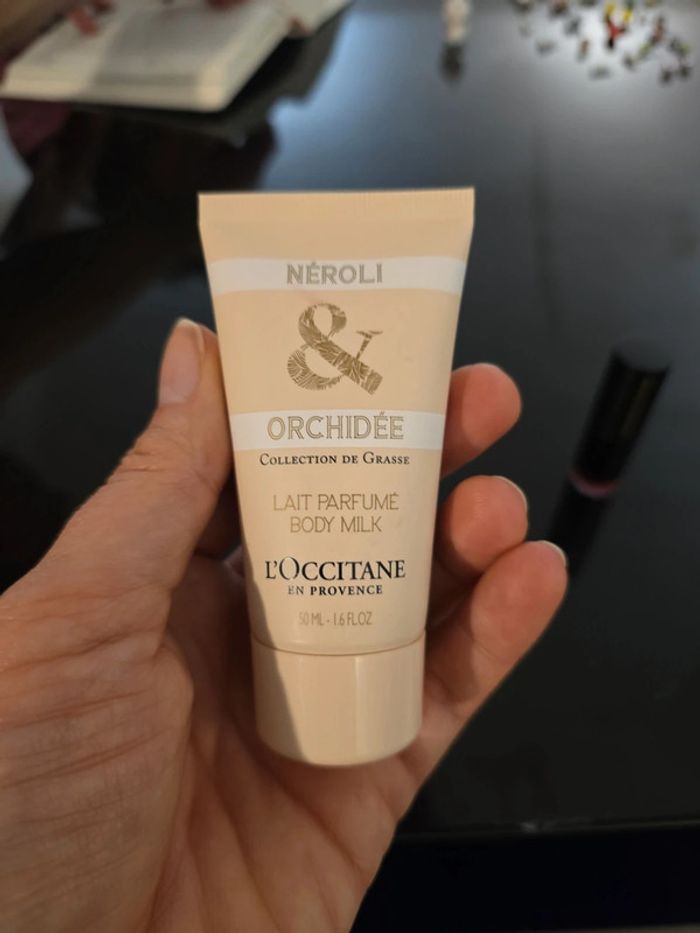 NÉROLI
&
ORCHIDÉE
COLLECTION DE GRASSE
LAIT PARFUMÉ
BODY MILK
L'OCCITANE
EN PROVENCE
50 ML - 1.6 FL.OZ